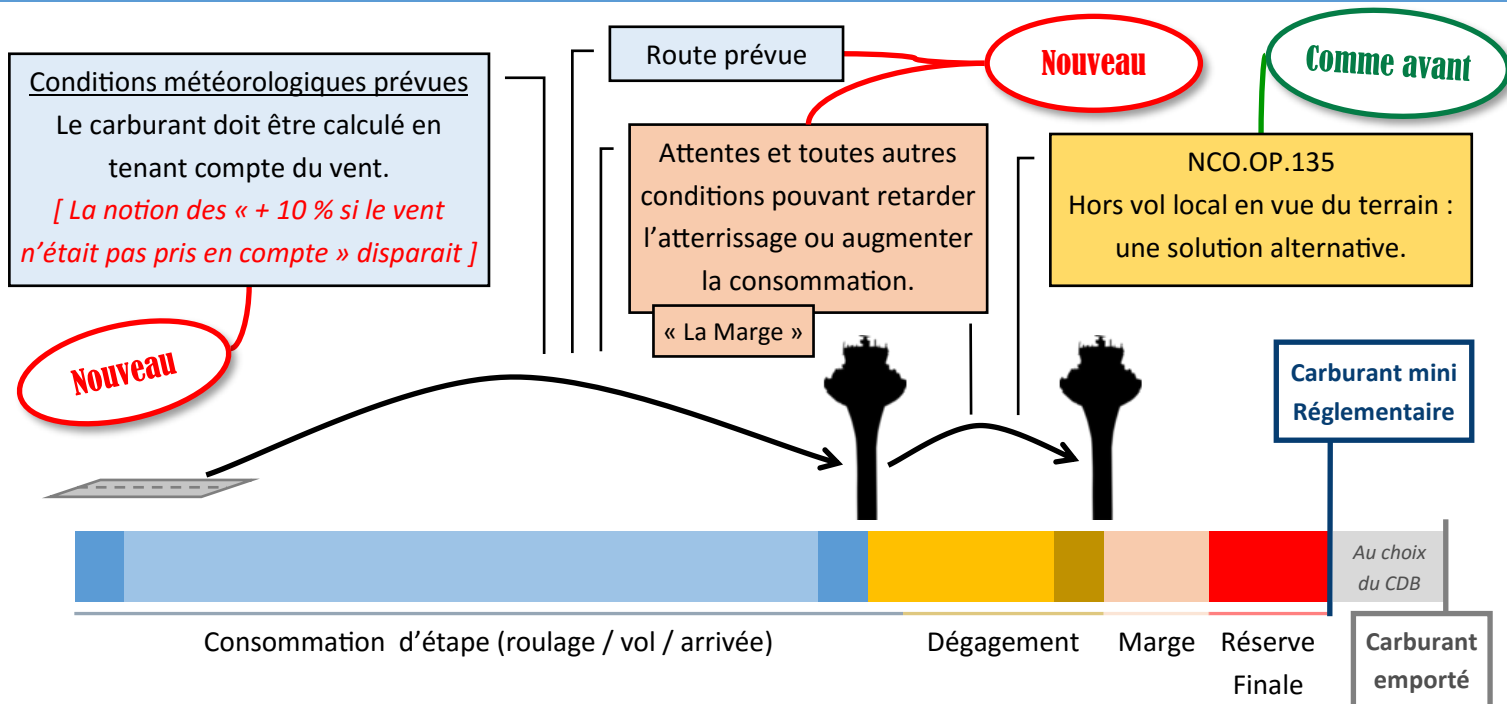 Conditions météorologiques prévues
Le carburant doit être calculé en
tenant compte du vent.
[ La notion des « + 10 % si le vent
n’était pas pris en compte » disparait ]
Nouveau
Route prévue
Nouveau
Attentes et toutes autres
conditions pouvant retarder
l’atterrissage ou augmenter
la consommation.
« La Marge »
Comme avant
NCO.OP.135
Hors vol local en vue du terrain :
une solution alternative.
Carburant mini
Réglementaire
Au choix
du CDB
Consommation d’étape (roulage / vol / arrivée)
Dégagement
Marge
Réserve
Finale
Carburant
emporté